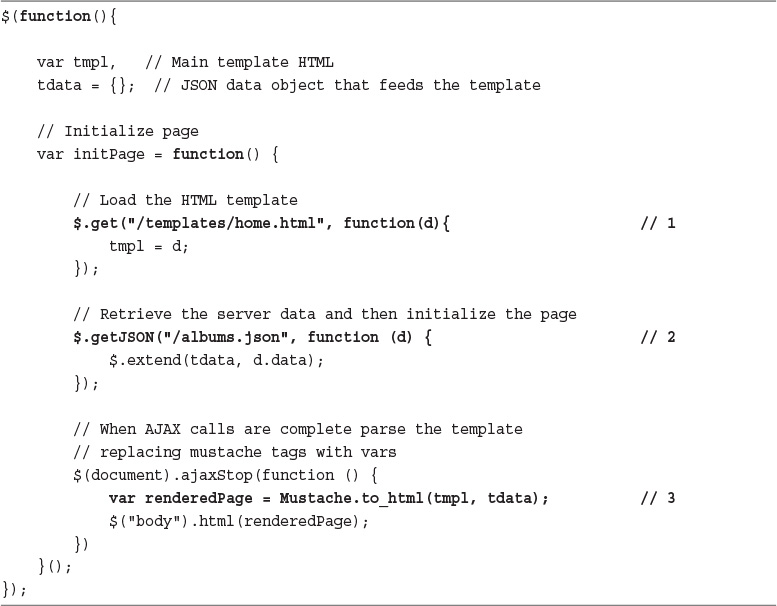 $(function(){

    var tmpl,   // Main template HTML
    tdata = {};  // JSON data object that feeds the template

    // Initialize page
    var initPage = function() {

        // Load the HTML template
        $.get("/templates/home.html", function(d){                     // 1
            tmpl = d;
        });

        // Retrieve the server data and then initialize the page
        $.getJSON("/albums.json", function (d) {                       // 2
            $.extend(tdata, d.data);
        });

        // When AJAX calls are complete parse the template
        // replacing mustache tags with vars
        $(document).ajaxStop(function () {
            var renderedPage = Mustache.to_html(tmpl, tdata);          // 3
            $("body").html(renderedPage);
        })
    }();
});